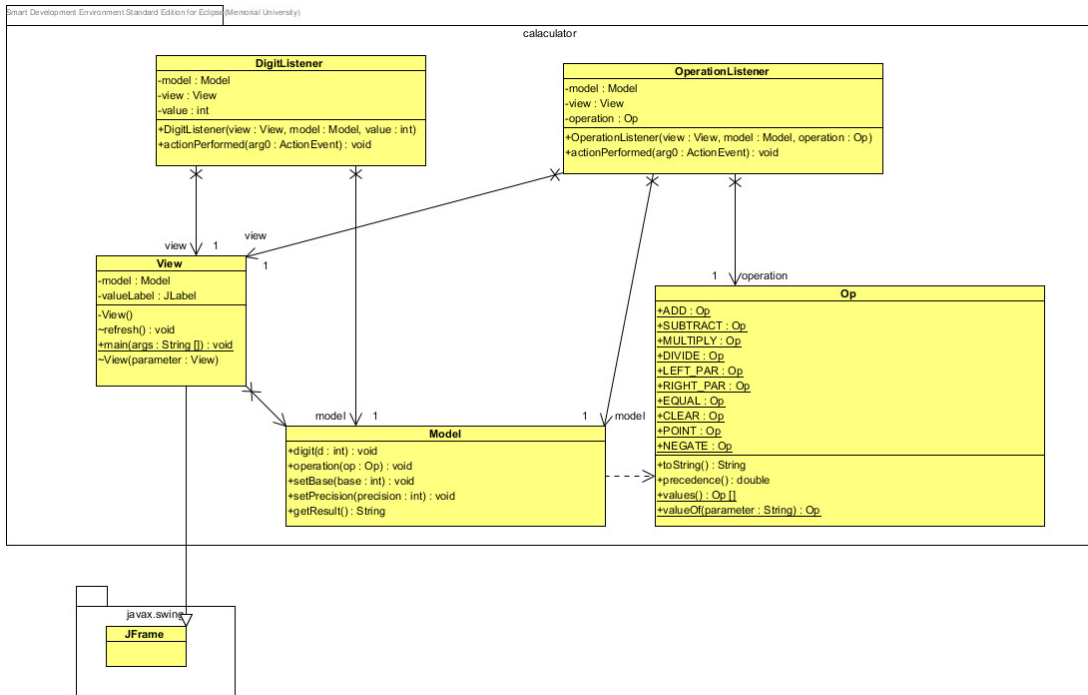 Smart Development Environment Standard Edition for Eclipse(Memorial University)
calaculator
DigitListener
-model : Model
-view : View
-value : int
+DigitListener(view : View, model : Model, value : int)
+actionPerformed(arg0 : ActionEvent) : void
OperationListener
-model : Model
-view : View
-operation : Op
+OperationListener(view : View, model : Model, operation : Op)
+actionPerformed(arg0 : ActionEvent) : void
view
1
view
1
1
operation
View
-model : Model
-valueLabel : JLabel
-View()
~refresh() : void
+main(args : String []) : void
~View(parameter : View)
Op
+ADD : Op
+SUBTRACT : Op
+MULTIPLY : Op
+DIVIDE : Op
+LEFT_PAR : Op
+RIGHT_PAR : Op
+EQUAL : Op
+CLEAR : Op
+POINT : Op
+NEGATE : Op
+toString() : String
+precedence() : double
+values() : Op []
+valueOf(parameter : String) : Op
model
1
1
model
Model
+digit(d : int) : void
+operation(op : Op) : void
+setBase(base : int) : void
+setPrecision(precision : int) : void
+getResult() : String
javax.swing
JFrame